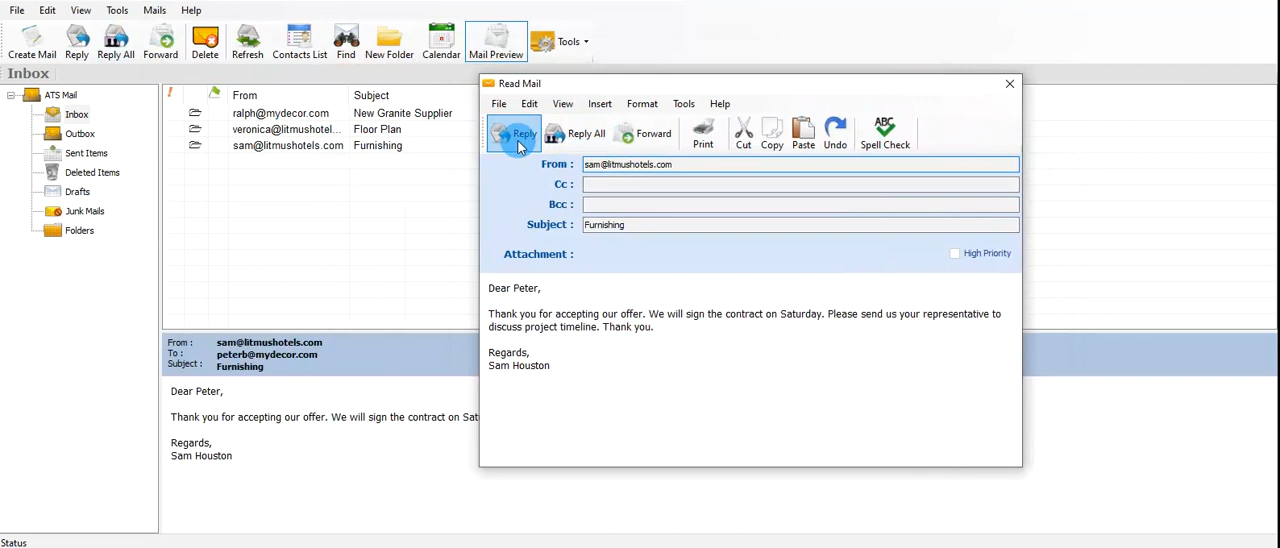 File Edit View Tools Mails Help
Create Mail Reply Reply All Forward Delete Refresh Contacts List Find New Folder Calendar Mail Preview Tools
Inbox
ATS Mail
Inbox
Outbox
Sent Items
Deleted Items
Drafts
Junk Mails
Folders
! From Subject
ralph@mydecor.com New Granite Supplier
veronica@litmushotel... Floor Plan
sam@litmushotels.com Furnishing
From : sam@litmushotels.com
To : peterb@mydecor.com
Subject : Furnishing
Dear Peter,
Thank you for accepting our offer. We will sign the contract on Sat
Regards,
Sam Houston
Read Mail
File Edit View Insert Format Tools Help
Reply Reply All Forward Print Cut Copy Paste Undo ABC Spell Check
From : sam@litmushotels.com
Cc :
Bcc :
Subject : Furnishing
Attachment : High Priority
Dear Peter,
Thank you for accepting our offer. We will sign the contract on Saturday. Please send us your representative to
discuss project timeline. Thank you.
Regards,
Sam Houston
Status